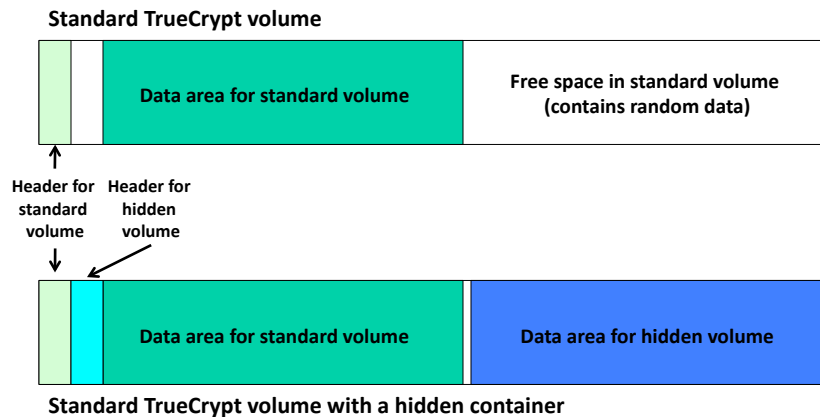 Standard TrueCrypt volume
Data area for standard volume
Free space in standard volume
(contains random data)
Header for
standard
volume
Header for
hidden
volume
Data area for standard volume
Data area for hidden volume
Standard TrueCrypt volume with a hidden container